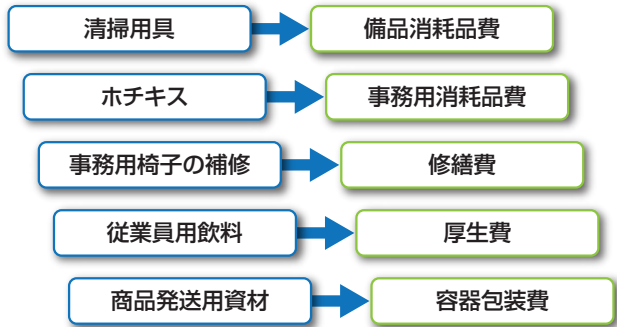 清掃用具
備品消耗品費
ホチキス
事務用消耗品費
事務用椅子の補修
修繕費
従業員用飲料
厚生費
商品発送用資材
容器包装費